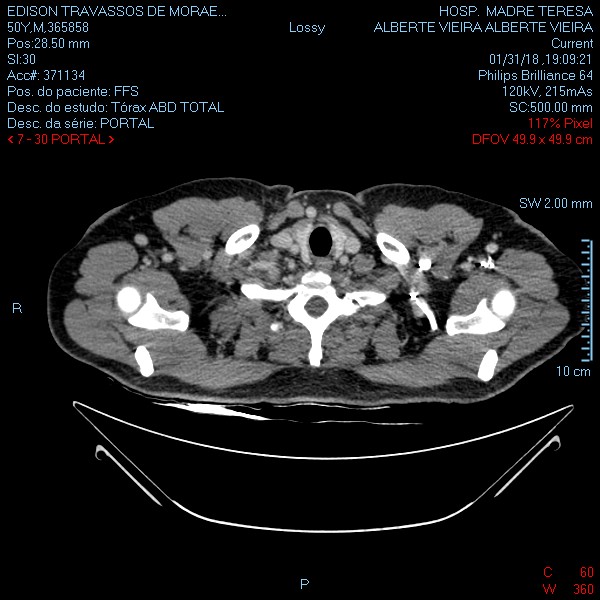 EDISON TRAVASSOS DE MORAE...
50Y,M,365858
Pos:28.50 mm
SI:30
Acc#: 371134
Pos. do paciente: FFS
Desc. do estudo: Tórax ABD TOTAL
Desc. da série: PORTAL
< 7 - 30 PORTAL >
Lossy
HOSP. MADRE TERESA
ALBERTE VIEIRA ALBERTE VIEIRA
Current
01/31/18 ,19:09:21
Philips Brilliance 64
120kV, 215mAs
SC:500.00 mm
117% Pixel
DFOV 49.9 x 49.9 cm
SW 2.00 mm
R
10 cm
P
C 60
W 360